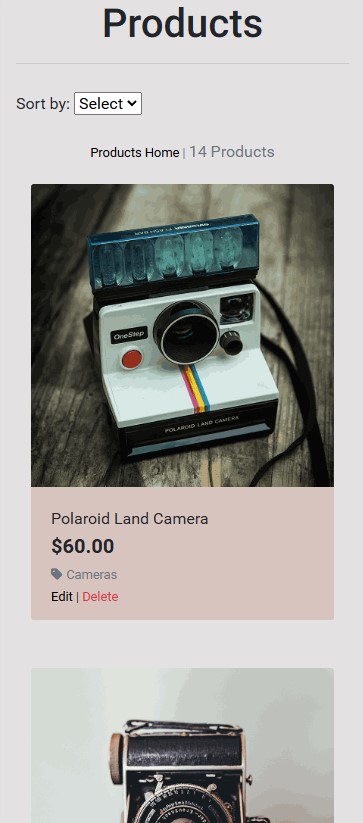 Products
Sort by: Select
Products Home | 14 Products
OneStep
POLAROID LAND CAMERA
Polaroid Land Camera
$60.00
Cameras
Edit | Delete